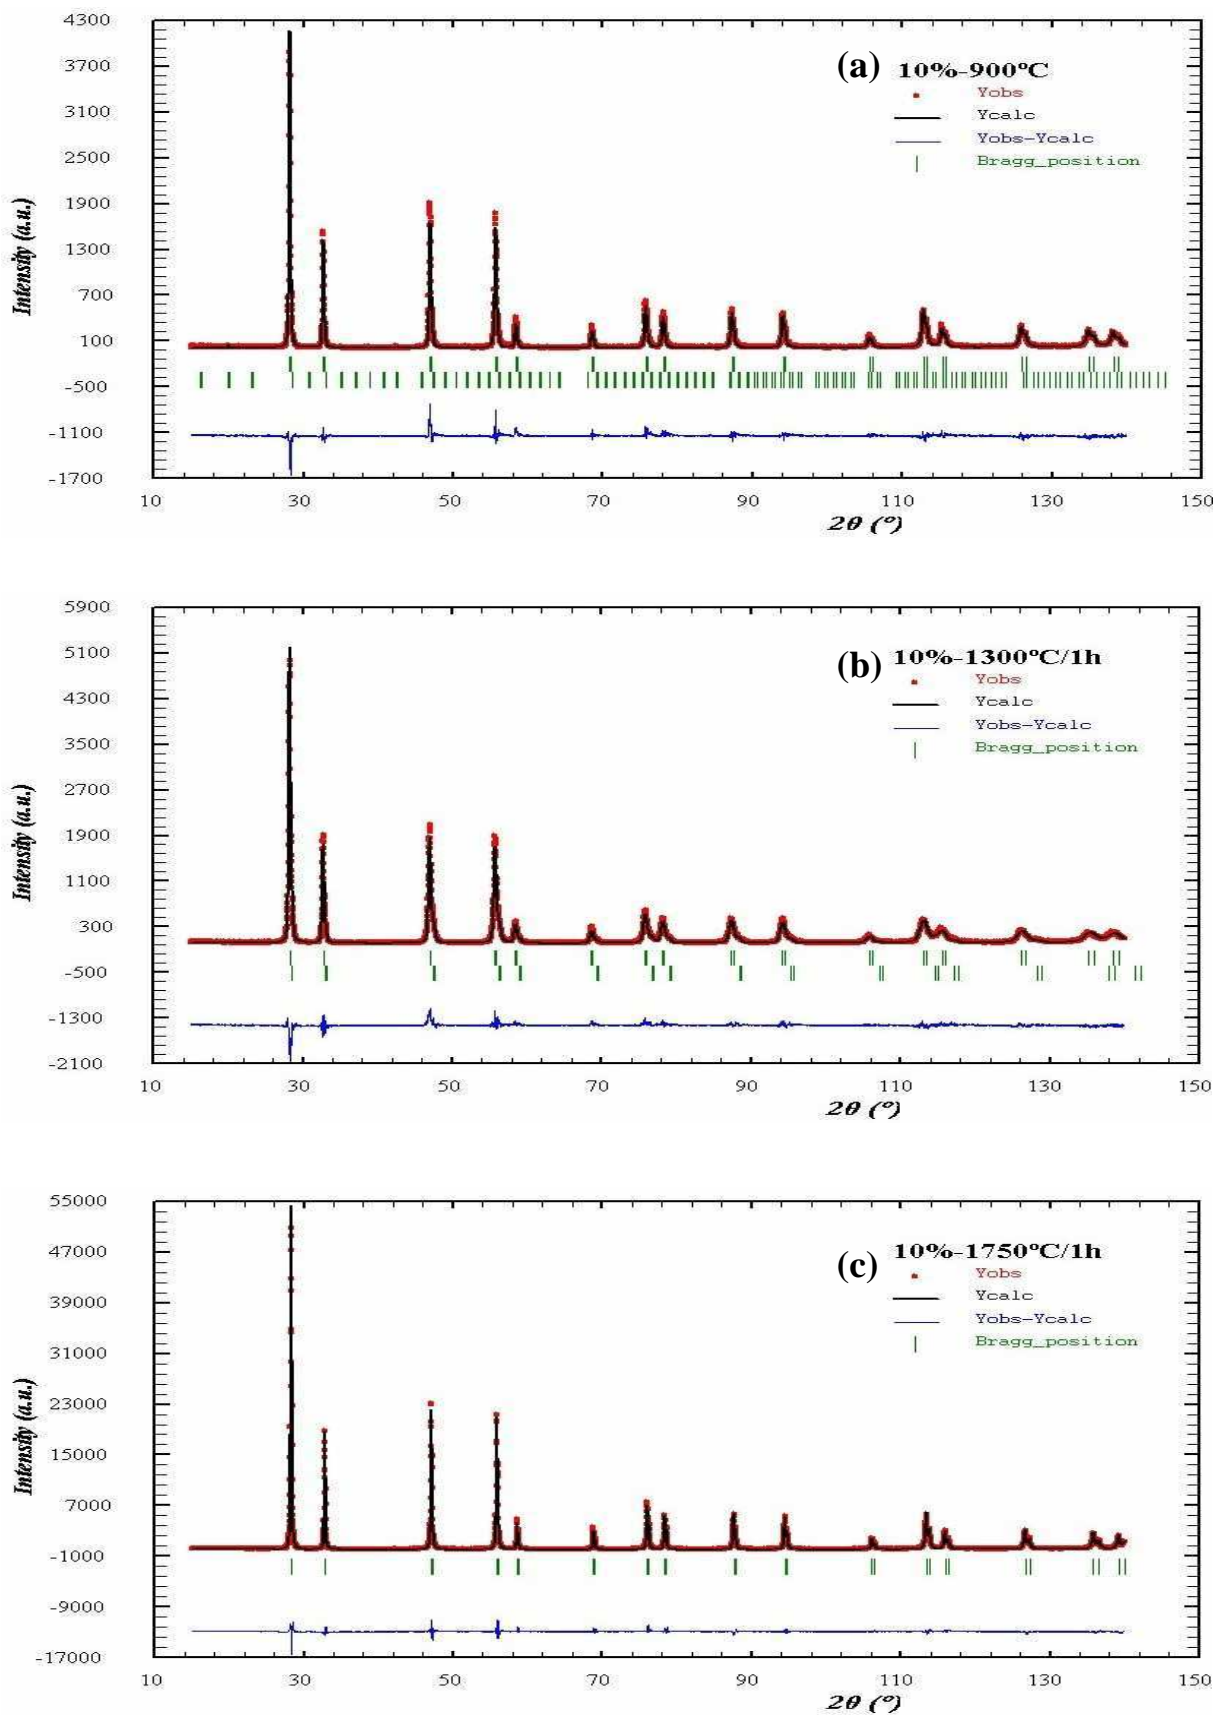 4300
(a) 10%-900ºC
3700
Yobs
3100
Ycalc
Yobs-Ycalc
2500
Bragg_position
1900
1300
700
100
-500
-1100
-1700
Intensity (a.u.)
10 30 50 70 90 110 130 150
2θ (º)
5900
(b) 10%-1300ºC/1h
5100
Yobs
4300
Ycalc
Yobs-Ycalc
3500
Bragg_position
2700
1900
1100
300
-500
-1300
-2100
Intensity (a.u.)
10 30 50 70 90 110 130 150
2θ (º)
55000
(c) 10%-1750ºC/1h
47000
Yobs
Ycalc
39000
Yobs-Ycalc
Bragg_position
31000
23000
15000
7000
-1000
-9000
-17000
Intensity (a.u.)
10 30 50 70 90 110 130 150
2θ (º)